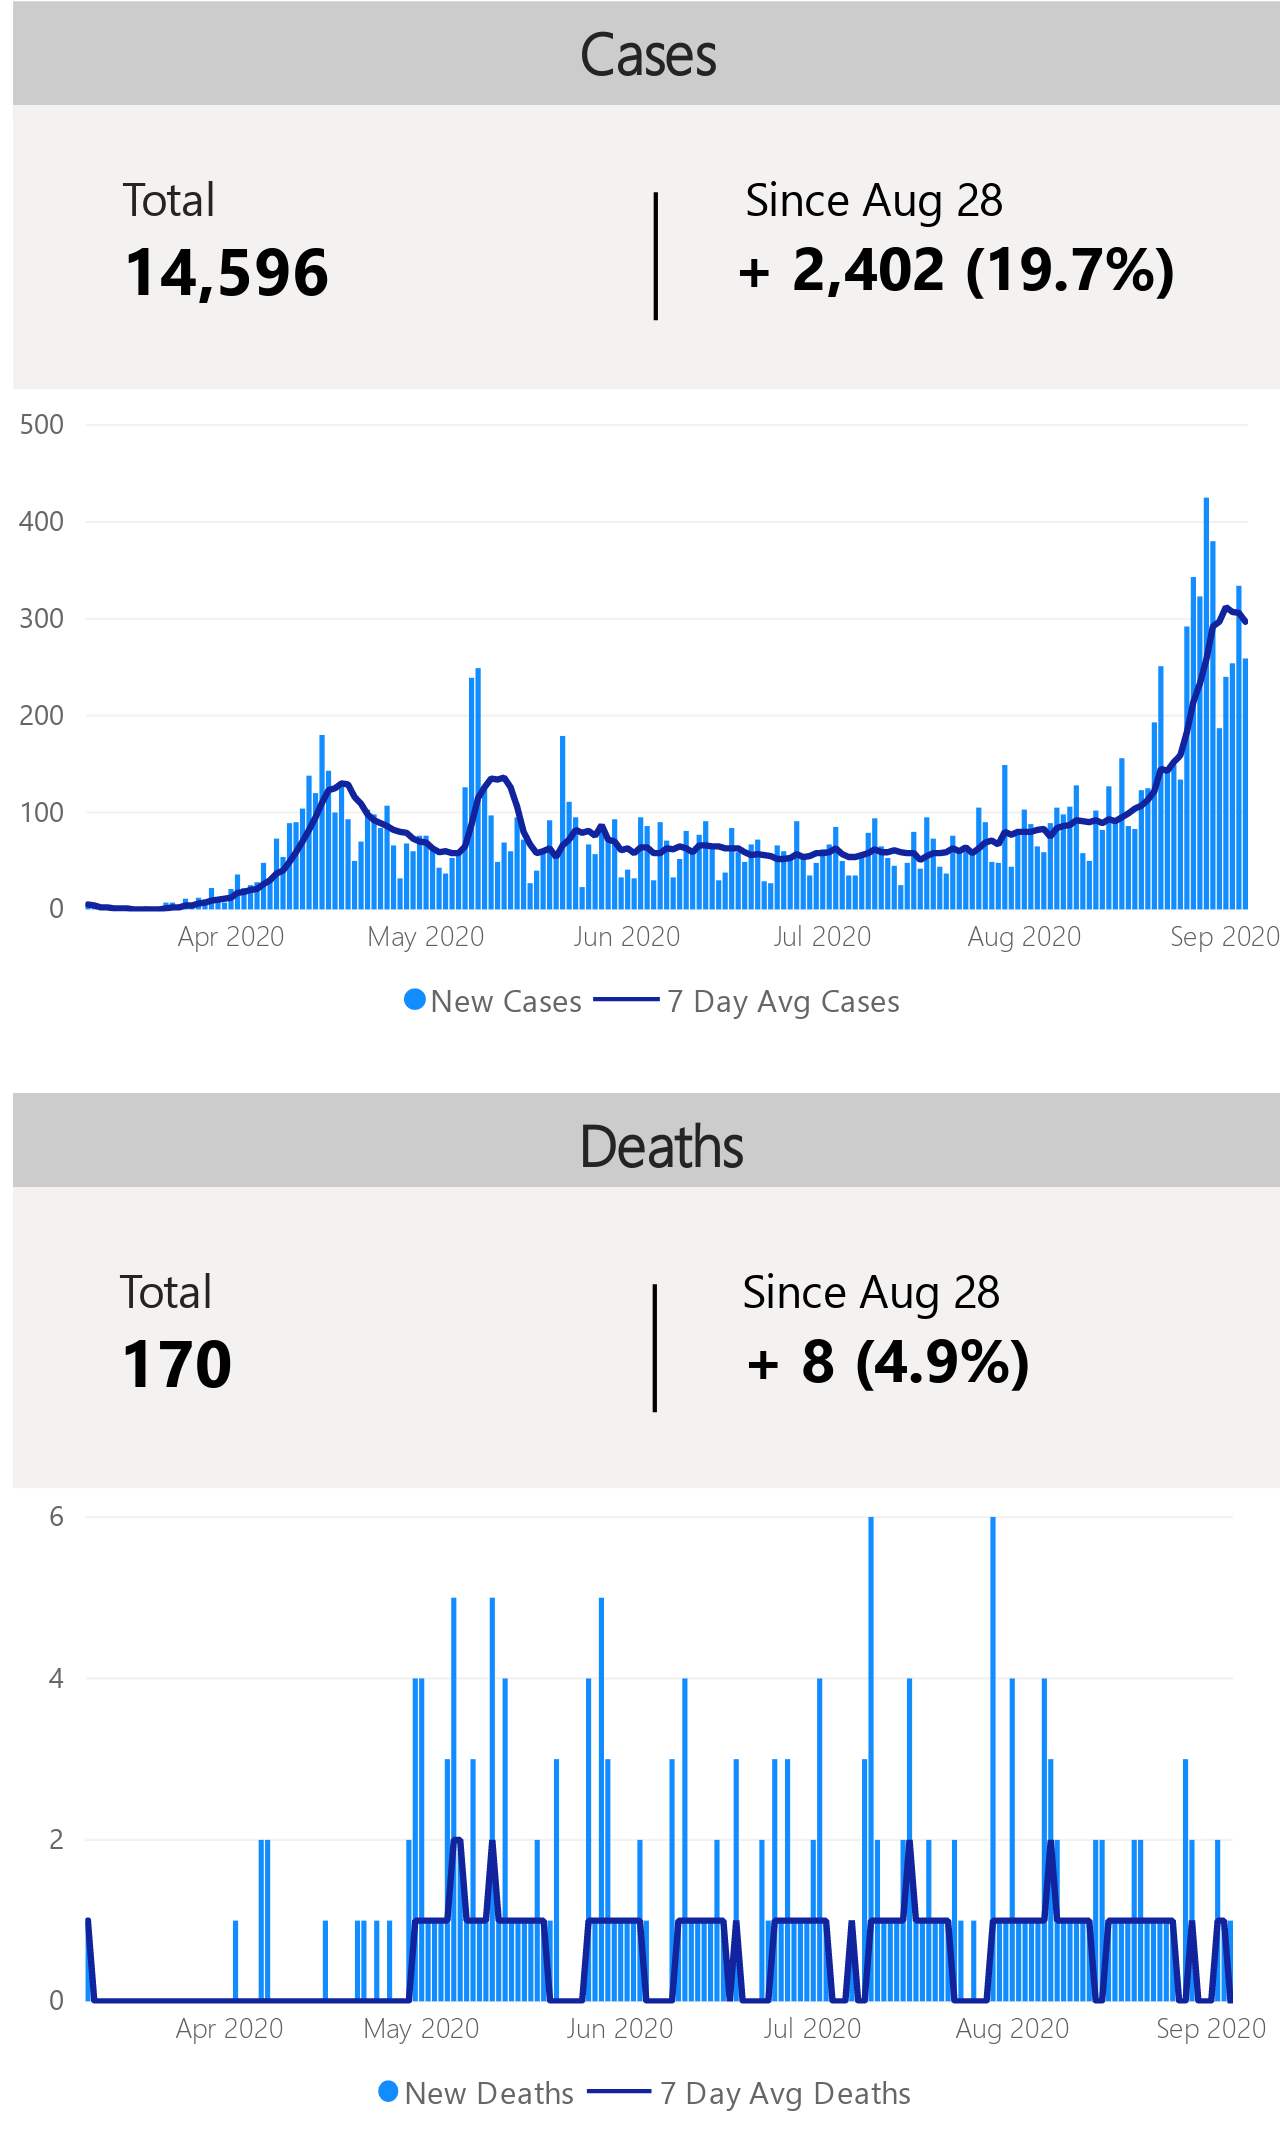 Cases
Total
Since Aug 28
14,596
+ 2,402 (19.7%)
500
400
300
200
100
0
Apr 2020
May 2020
Jun 2020
Jul 2020
Aug 2020
Sep 2020
New Cases
7 Day Avg Cases
Deaths
Total
Since Aug 28
170
+ 8 (4.9%)
6
4
2
0
Apr 2020
May 2020
Jun 2020
Jul 2020
Aug 2020
Sep 2020
New Deaths
7 Day Avg Deaths